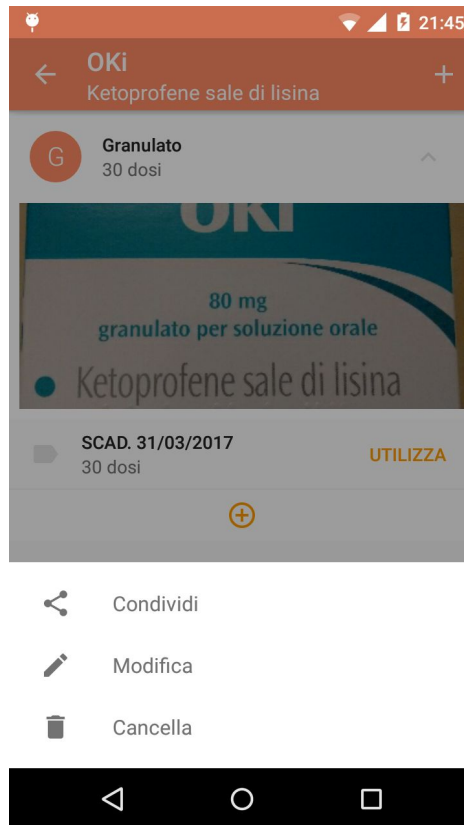 21:45
OKi
Ketoprofene sale di lisina
G
Granulato
30 dosi
OKi
80 mg
granulato per soluzione orale
Ketoprofene sale di lisina
SCAD. 31/03/2017
30 dosi
UTILIZZA
Condividi
Modifica
Cancella